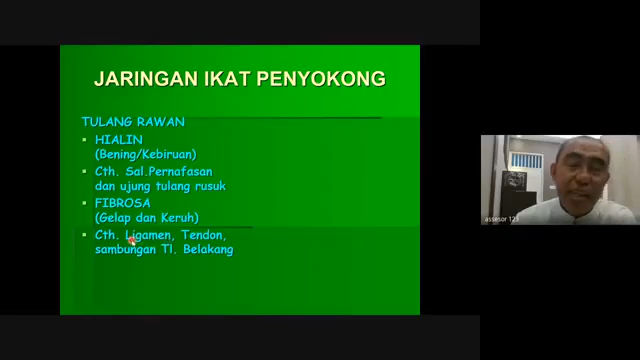 JARINGAN IKAT PENYOKONG
TULANG RAWAN
HIALIN
(Bening/Kebiruan)
Cth. Sal.Pernafasan
dan ujung tulang rusuk
FIBROSA
(Gelap dan Keruh)
Cth. Ligamen, Tendon,
sambungan Tl. Belakang
assesor 123